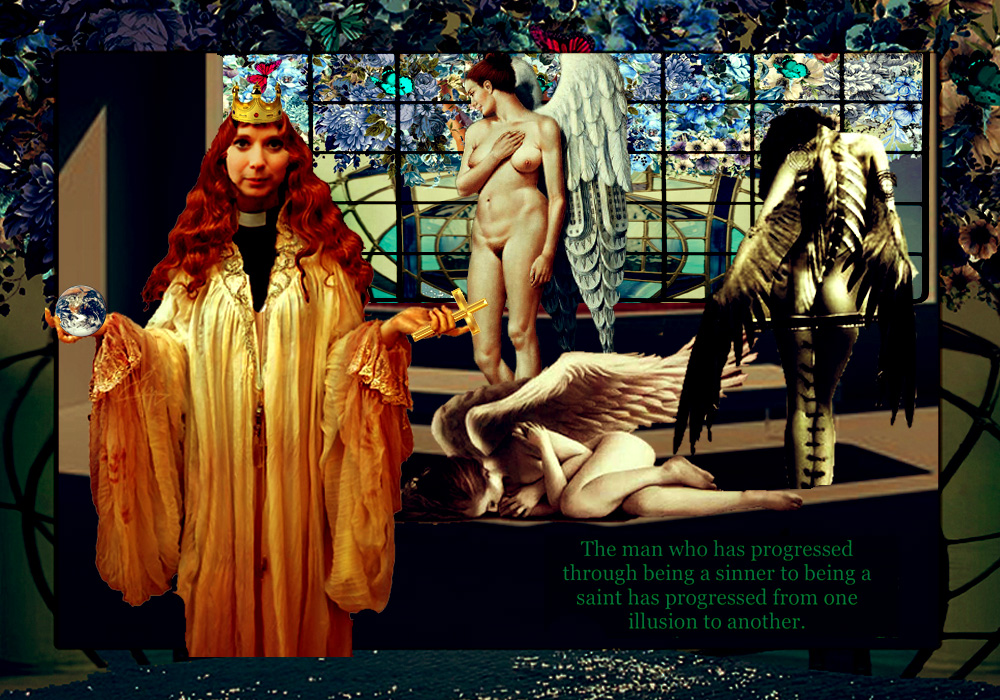 The man who has progressed
through being a sinner to being a
saint has progressed from one
illusion to another.